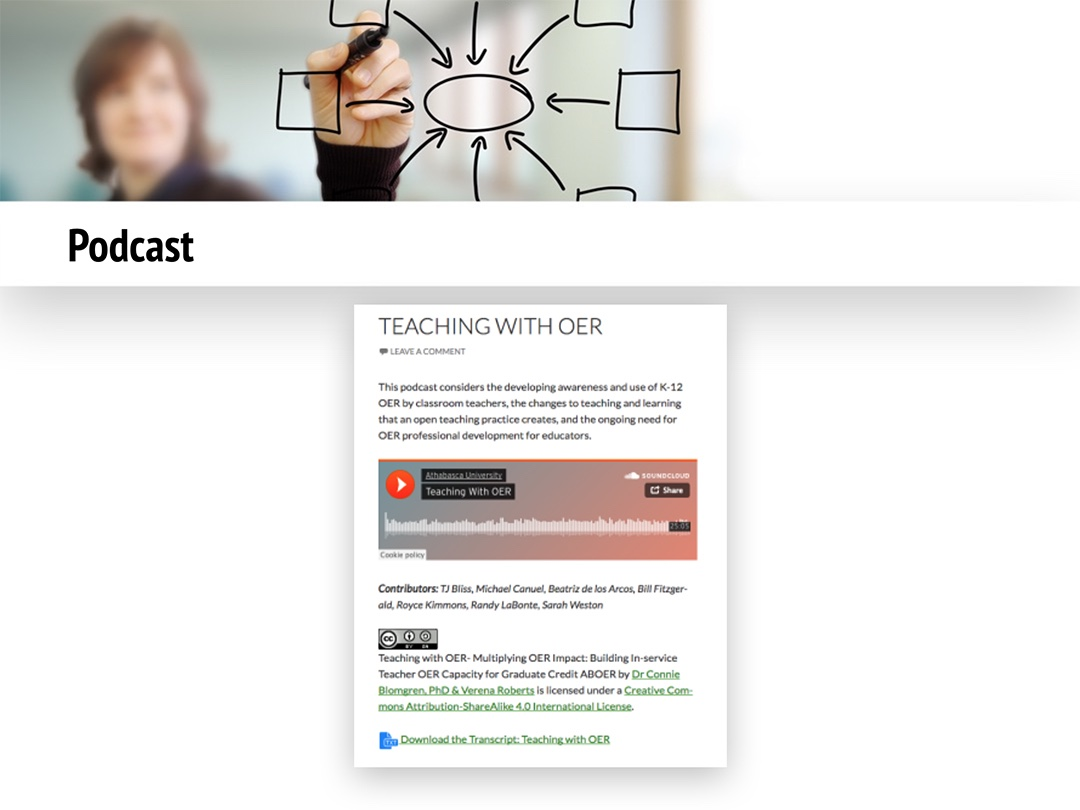 Podcast
TEACHING WITH OER
LEAVE A COMMENT
This podcast considers the developing awareness and use of K-12
OER by classroom teachers, the changes to teaching and learning
that an open teaching practice creates, and the ongoing need for
OER professional development for educators.
Athabasca University
SOUNDCLOUD
Teaching With OER
Share
25:05
Cookie policy
Contributors: TJ Bliss, Michael Canuel, Beatriz de los Arcos, Bill Fitzger-
ald, Royce Kimmons, Randy LaBonte, Sarah Weston
cc
BY SA
Teaching with OER- Multiplying OER Impact: Building In-service
Teacher OER Capacity for Graduate Credit ABOER by Dr Connie
Blomgren, PhD & Verena Roberts is licensed under a Creative Com-
mons Attribution-ShareAlike 4.0 International License.
Download the Transcript: Teaching with OER